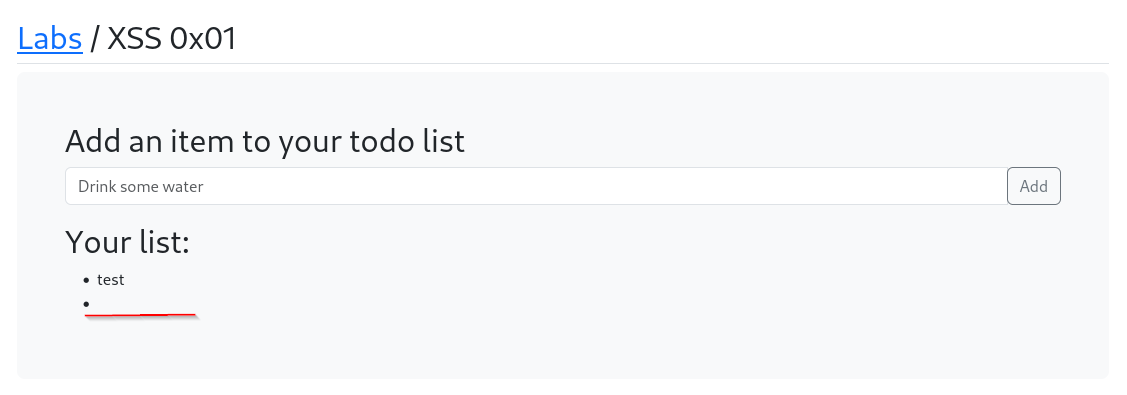 Labs / XSS 0x01
Add an item to your todo list
Drink some water
Add
Your list:
• test
•